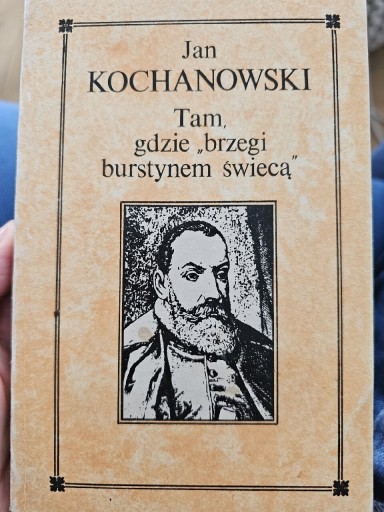 Jan
KOCHANOWSKI
Tam,
gdzie „brzegi
burstynem świecą”